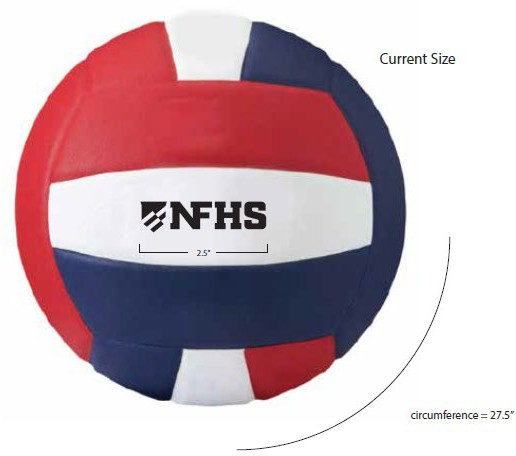 Current Size
NFHS
2.5"
circumference = 27.5"